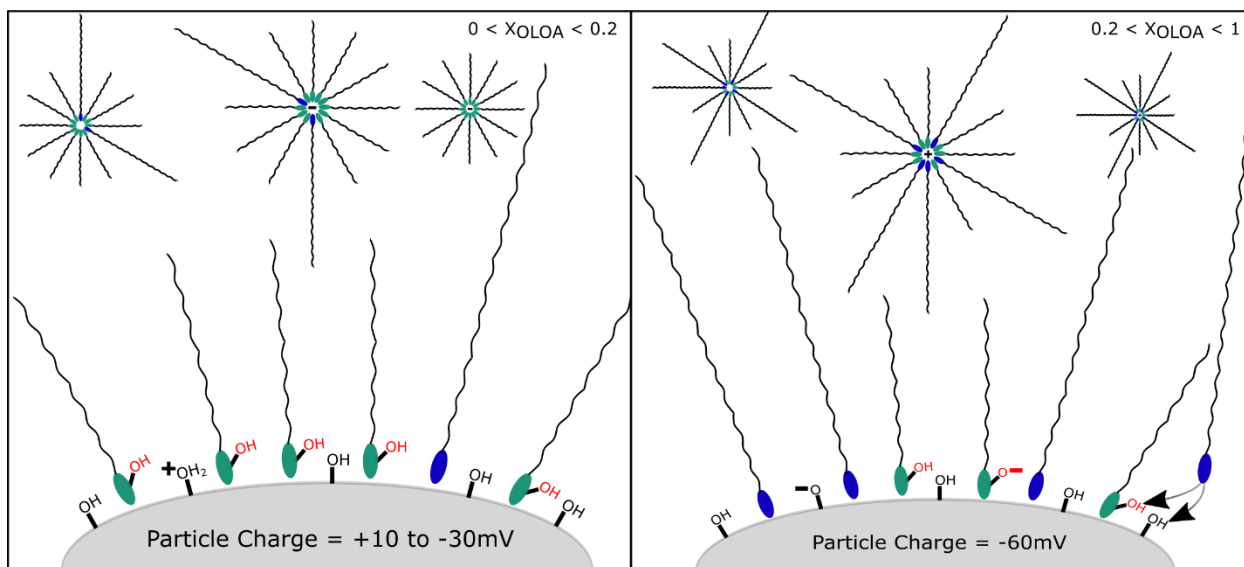 0 < XOLOA < 0.2
-
-
OH
+OH2
OH
OH
OH
OH
OH
OH
OH
OH
Particle Charge = +10 to -30mV
0.2 < XOLOA < 1
+
+
OH
-O
OH
OH
O-
OH
OH
OH
Particle Charge = -60mV